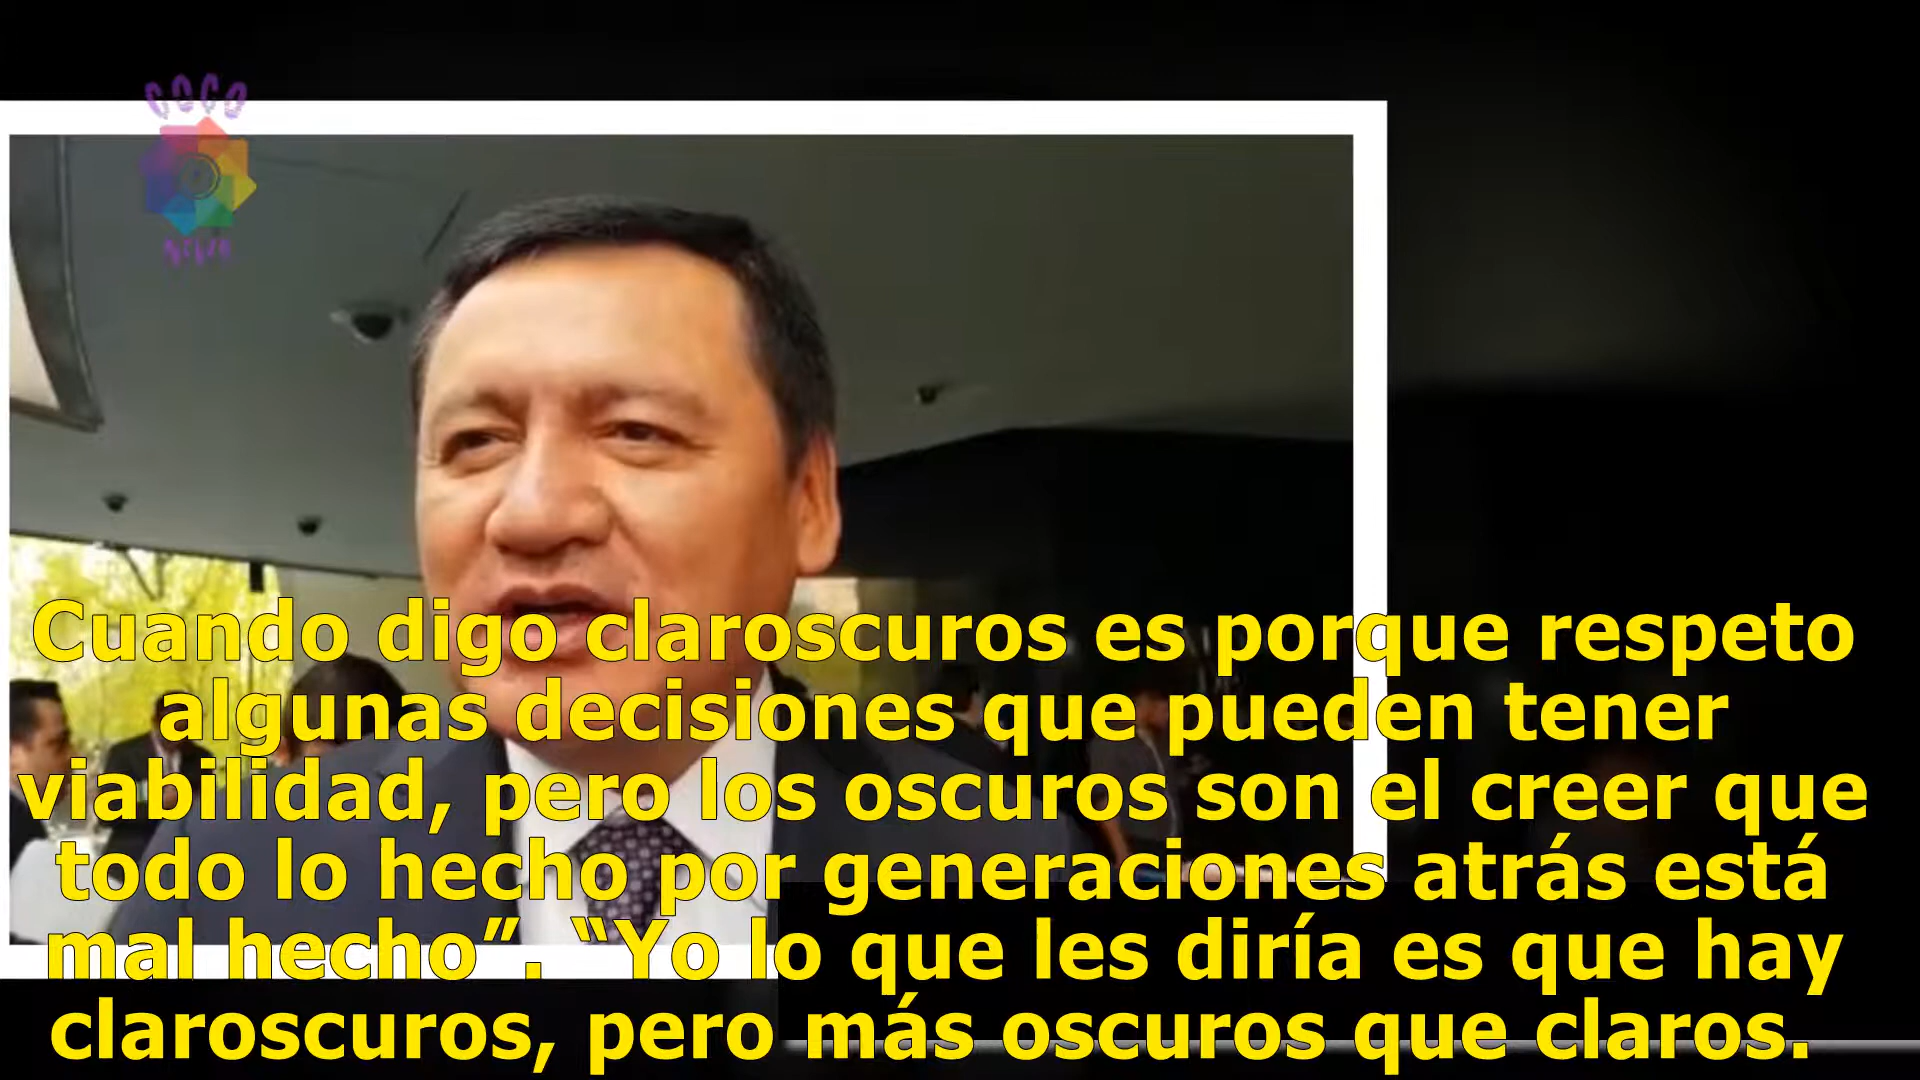 COCO
NEWS
Cuando digo claroscuros es porque respeto
algunas decisiones que pueden tener
viabilidad, pero los oscuros son el creer que
todo lo hecho por generaciones atrás está
mal hecho”. “Yo lo que les diría es que hay
claroscuros, pero más oscuros que claros.